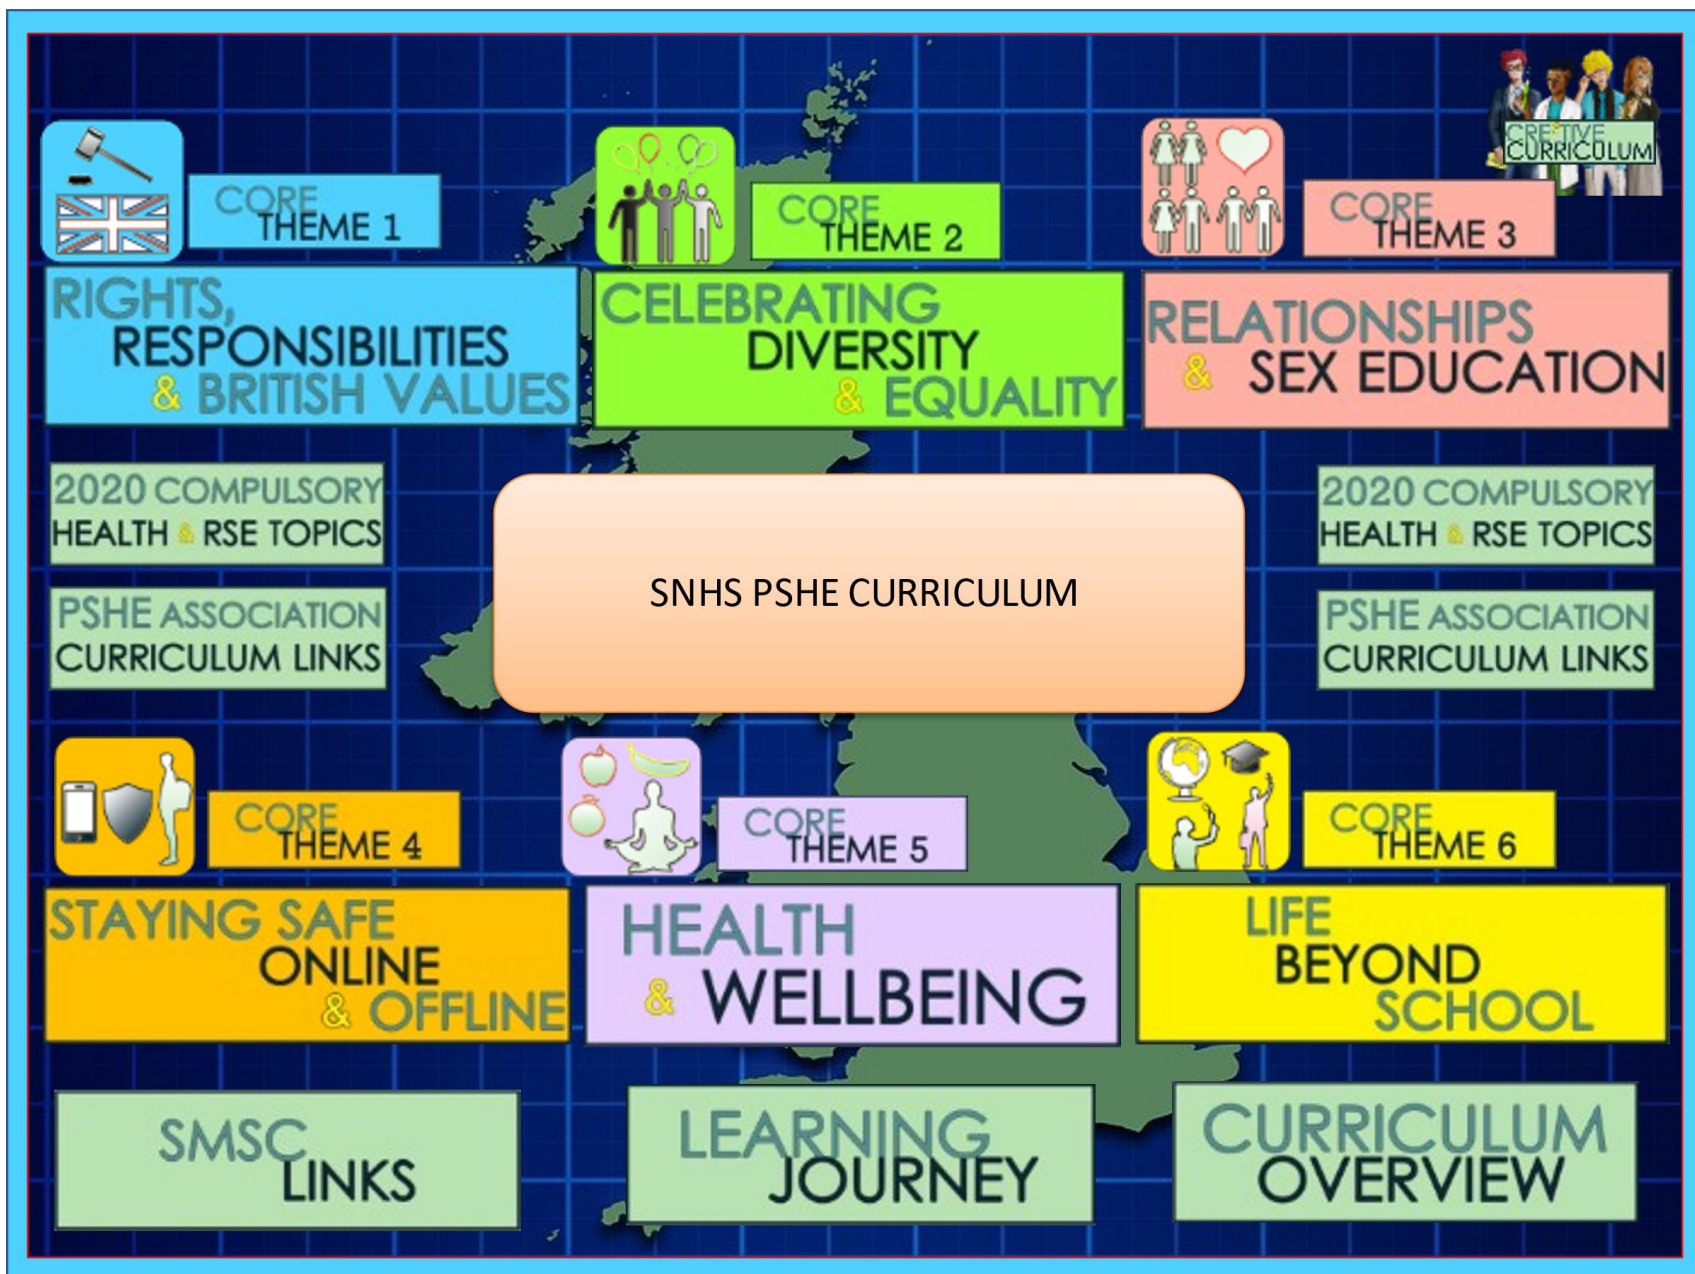 CRE TIVE
CURRICULUM
CORE
THEME 1
RIGHTS,
RESPONSIBILITIES
& BRITISH VALUES
CORE
THEME 2
CELEBRATING
DIVERSITY
& EQUALITY
CORE
THEME 3
RELATIONSHIPS
& SEX EDUCATION
2020 COMPULSORY
HEALTH & RSE TOPICS
PSHE ASSOCIATION
CURRICULUM LINKS
SNHS PSHE CURRICULUM
2020 COMPULSORY
HEALTH & RSE TOPICS
PSHE ASSOCIATION
CURRICULUM LINKS
CORE
THEME 4
STAYING SAFE
ONLINE
& OFFLINE
CORE
THEME 5
HEALTH
& WELLBEING
CORE
THEME 6
LIFE
BEYOND
SCHOOL
SMSC
LINKS
LEARNING
JOURNEY
CURRICULUM
OVERVIEW